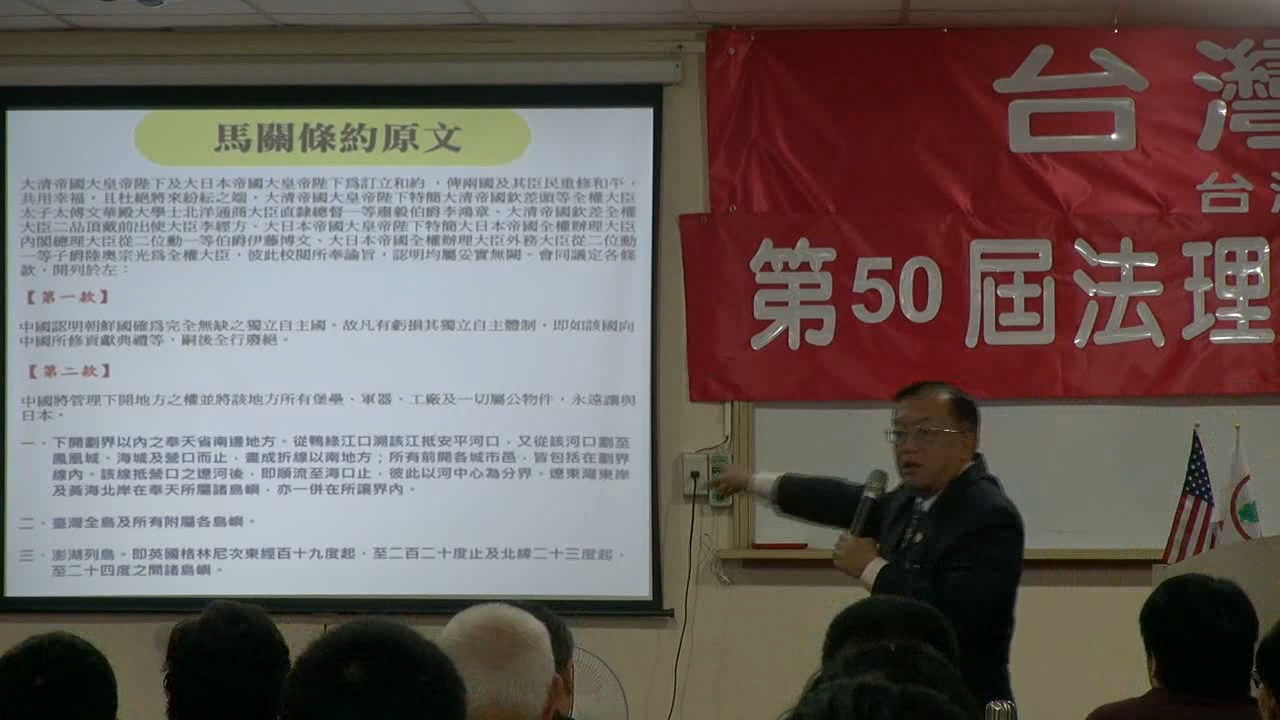 馬關條約原文
大清帝國大皇帝陛下及大日本帝國大皇帝陛下爲訂立和約，俾兩國及其臣民重修和平，
共用幸福，且杜絕將來紛紜之端，大清帝國大皇帝陛下特簡大清帝國欽差頭等全權大臣
太子太傅文華殿大學士北洋通商大臣直隸總督一等肅毅伯爵李鴻章、大清帝國欽差全權
大臣二品頂戴前出使大臣李經方、大日本帝國大皇帝陛下特簡大日本帝國全權辦理大臣
內閣總理大臣從二位勳一等伯爵伊藤博文、大日本帝國全權辦理大臣外務大臣從二位勳
一等子爵陸奧宗光爲全權大臣，彼此校閱所奉諭旨，認明均屬妥實無闕。會同議定各條
款，開列於左：
【第一款】
中國認明朝鮮國確爲完全無缺之獨立自主國。故凡有虧損其獨立自主體制，即如該國向
中國所修貢獻典禮等，嗣後全行廢絕。
【第二款】
中國將管理下開地方之權並將該地方所有堡壘、軍器、工廠及一切屬公物件，永遠讓與
日本。
一、下開劃界以內之奉天省南邊地方。從鴨綠江口溯該江抵安平河口，又從該河口劃至
鳳凰城、海城及營口而止，畫成折線以南地方；所有前開各城市邑，皆包括在劃界
線內。該線抵營口之遼河後，即順流至海口止，彼此以河中心為分界。遼東灣東岸
及黃海北岸在奉天所屬諸島嶼，亦一併在所讓界內。
二、臺灣全島及所有附屬各島嶼。
三、澎湖列島。即英國格林尼次東經百十九度起、至二百二十度止及北緯二十三度起、
至二十四度之間諸島嶼。
台灣
台
第50屆法理